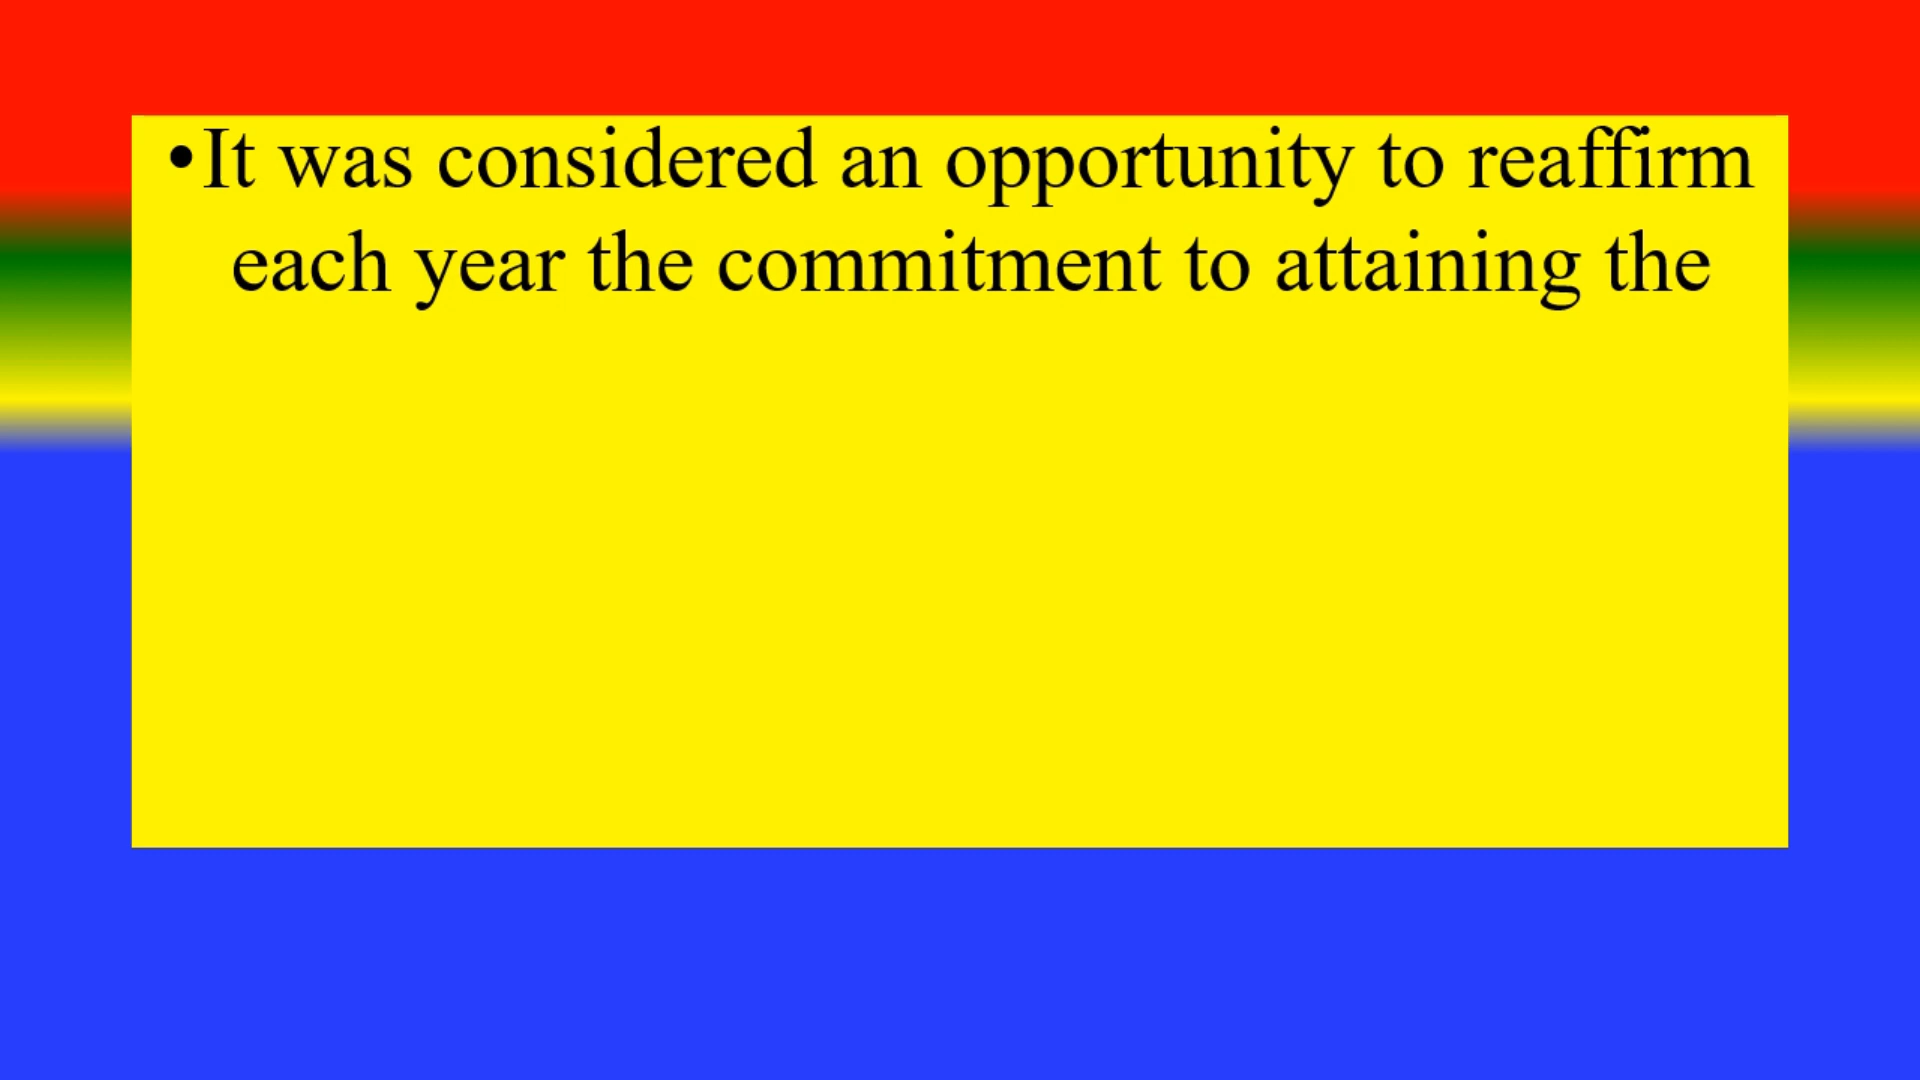 •It was considered an opportunity to reaffirm
each year the commitment to attaining the